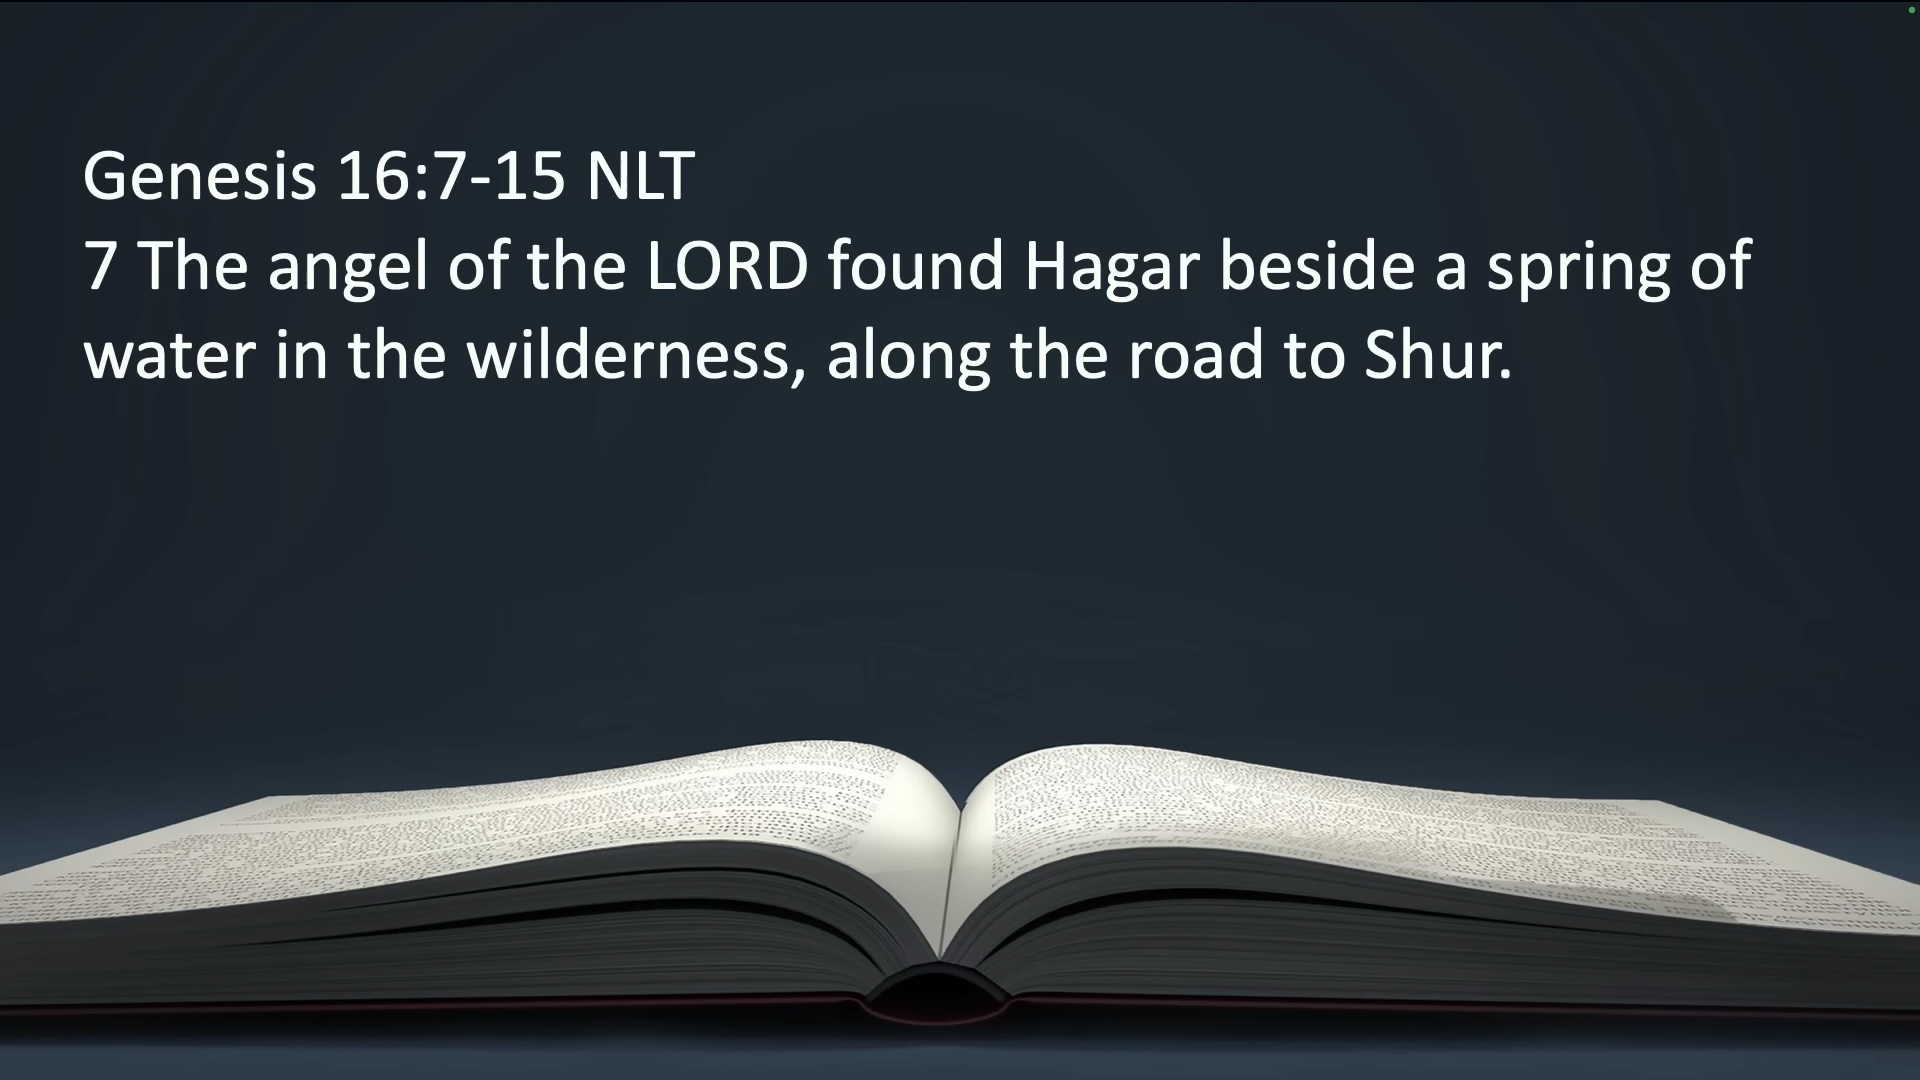 Genesis 16:7-15 NLT
7 The angel of the LORD found Hagar beside a spring of
water in the wilderness, along the road to Shur.